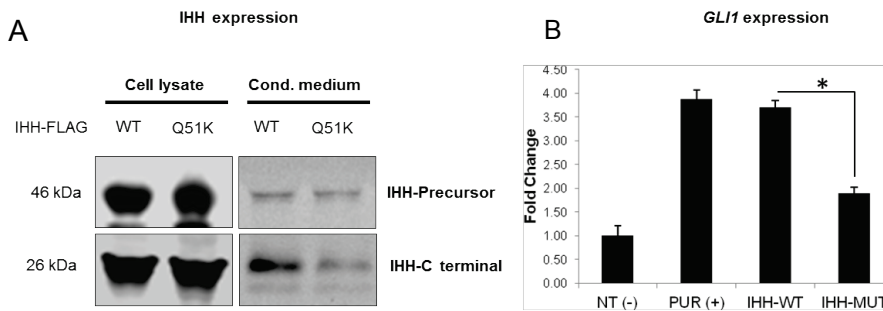 A
IHH expression
Cell lysate
Cond. medium
IHH-FLAG
WT
Q51K
WT
Q51K
46 kDa
IHH-Precursor
26 kDa
IHH-C terminal
B
GLI1 expression
Fold Change
4.50
4.00
3.50
3.00
2.50
2.00
1.50
1.00
0.50
0.00
*
NT (-)
PUR (+)
IHH-WT
IHH-MUT